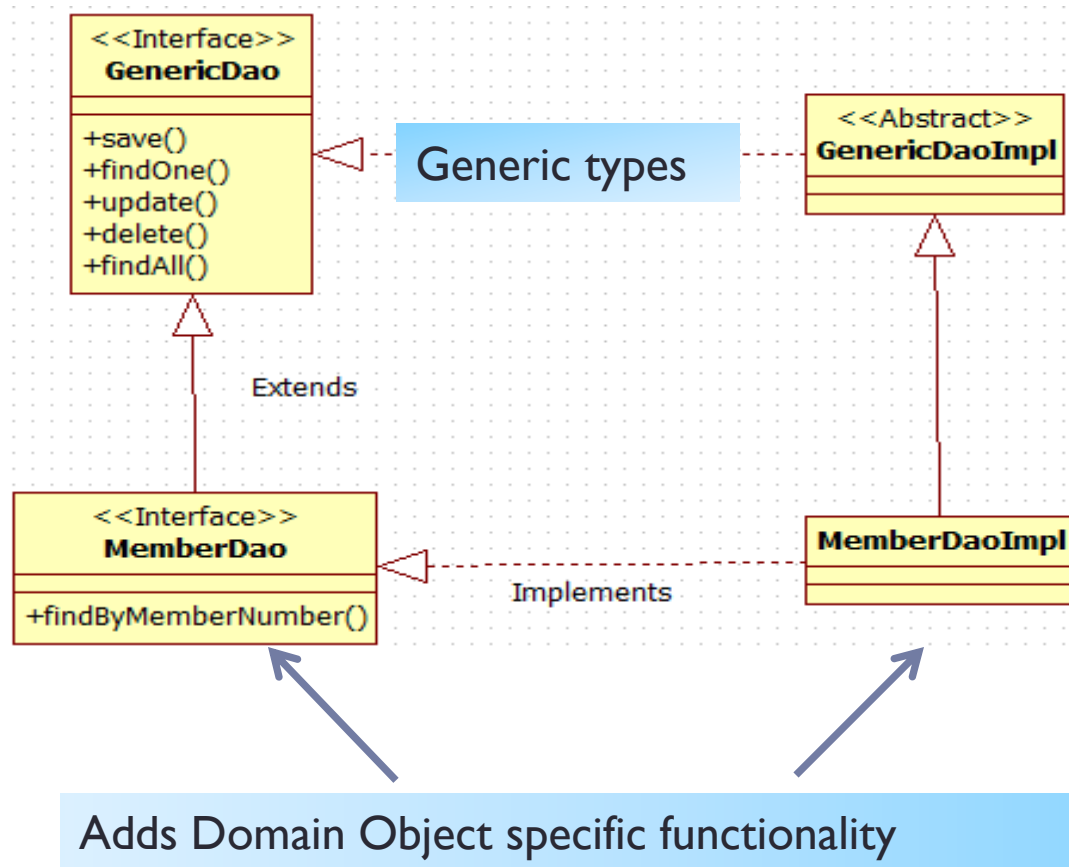 <<Interface>>
GenericDao
+save()
+findOne()
+update()
+delete()
+findAll()
Generic types
<<Abstract>>
GenericDaoImpl
Extends
<<Interface>>
MemberDao
+findByMemberNumber()
Implements
MemberDaoImpl
Adds Domain Object specific functionality